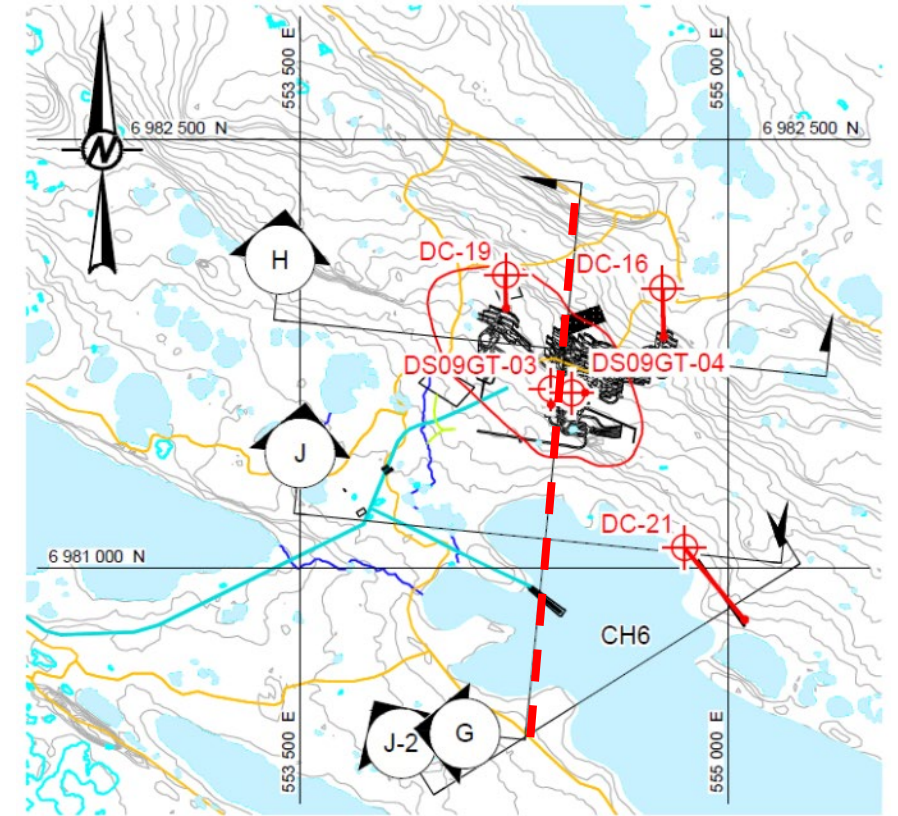 553 500 E
555 000 E
6 982 500 N
6 982 500 N
N
H
DC-19
DC-16
DS09GT-03
DS09GT-04
J
DC-21
6 981 000 N
CH6
J-2
G
553 500 E
555 000 E